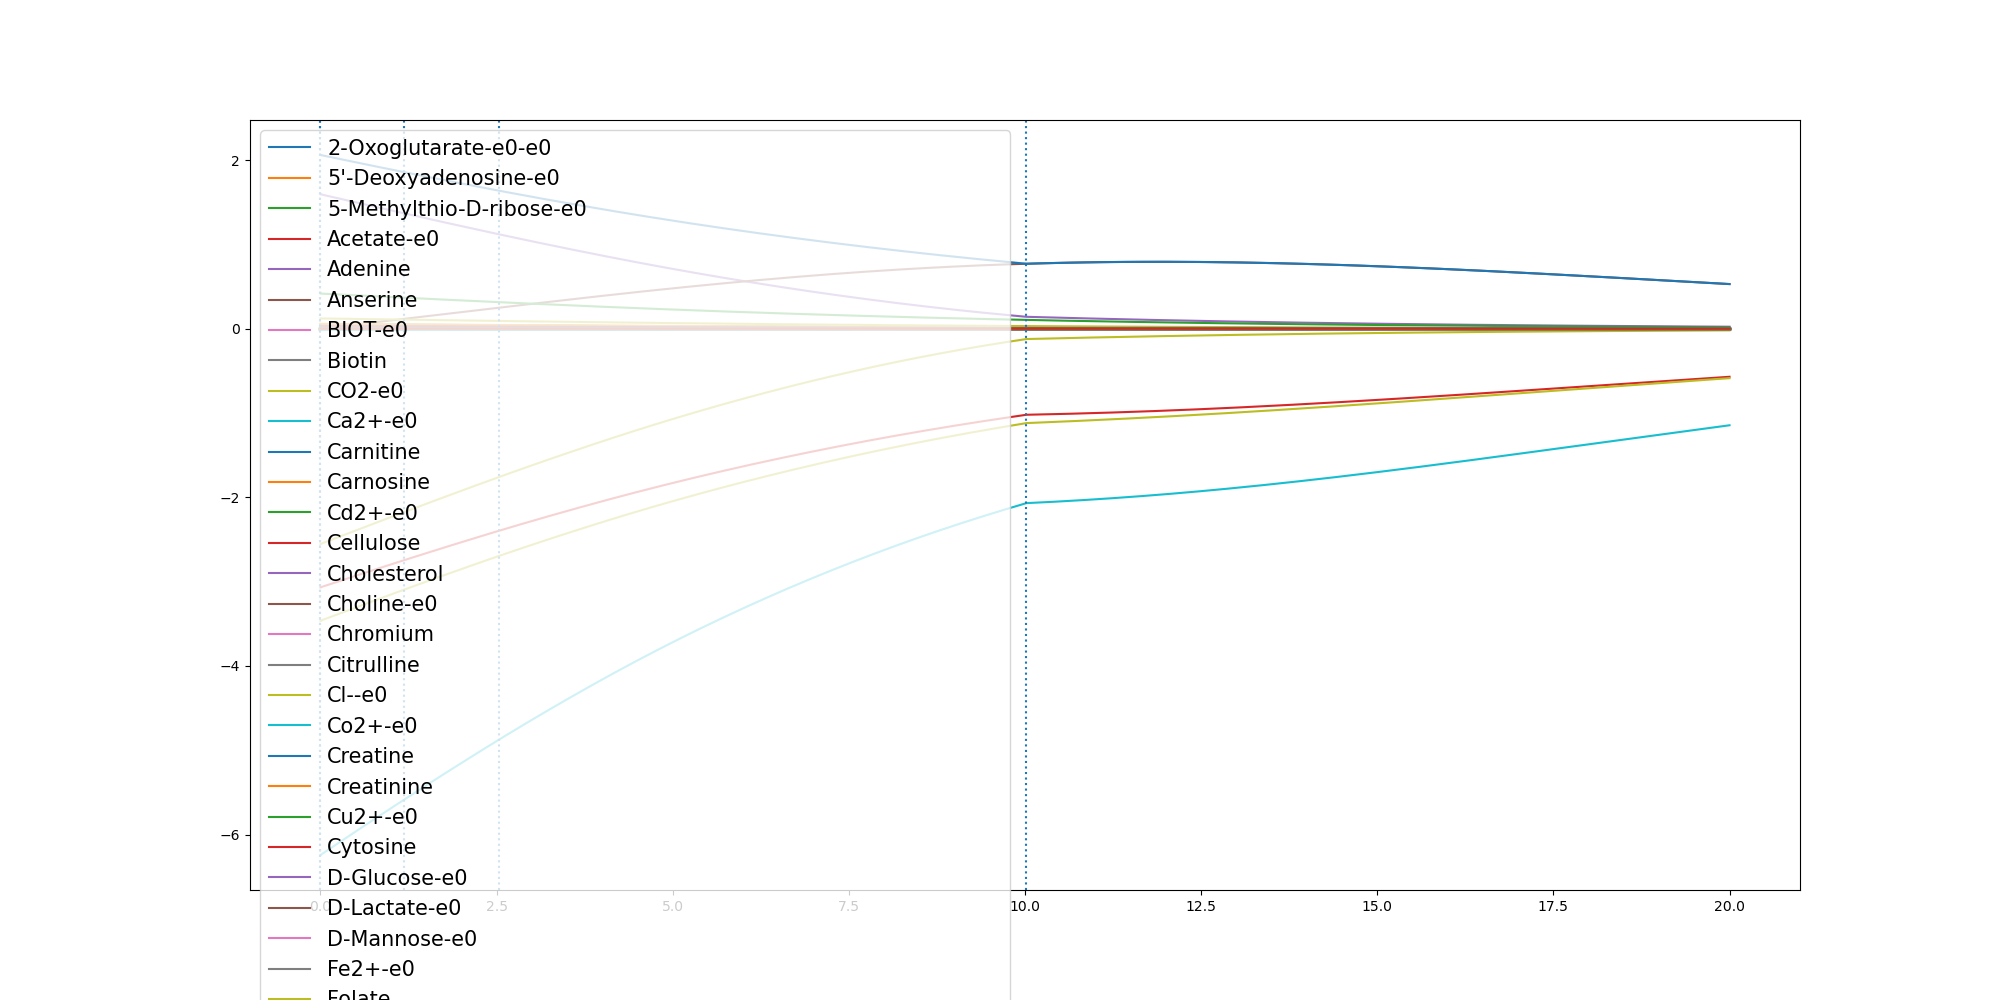 2
0
−2
−4
−6
2-Oxoglutarate-e0-e0
5'-Deoxyadenosine-e0
5-Methylthio-D-ribose-e0
Acetate-e0
Adenine
Anserine
BIOT-e0
Biotin
CO2-e0
Ca2+-e0
Carnitine
Carnosine
Cd2+-e0
Cellulose
Cholesterol
Choline-e0
Chromium
Citrulline
Cl--e0
Co2+-e0
Creatine
Creatinine
Cu2+-e0
Cytosine
D-Glucose-e0
D-Lactate-e0
D-Mannose-e0
Fe2+-e0
Folate
0.0 2.5 5.0 7.5 10.0 12.5 15.0 17.5 20.0